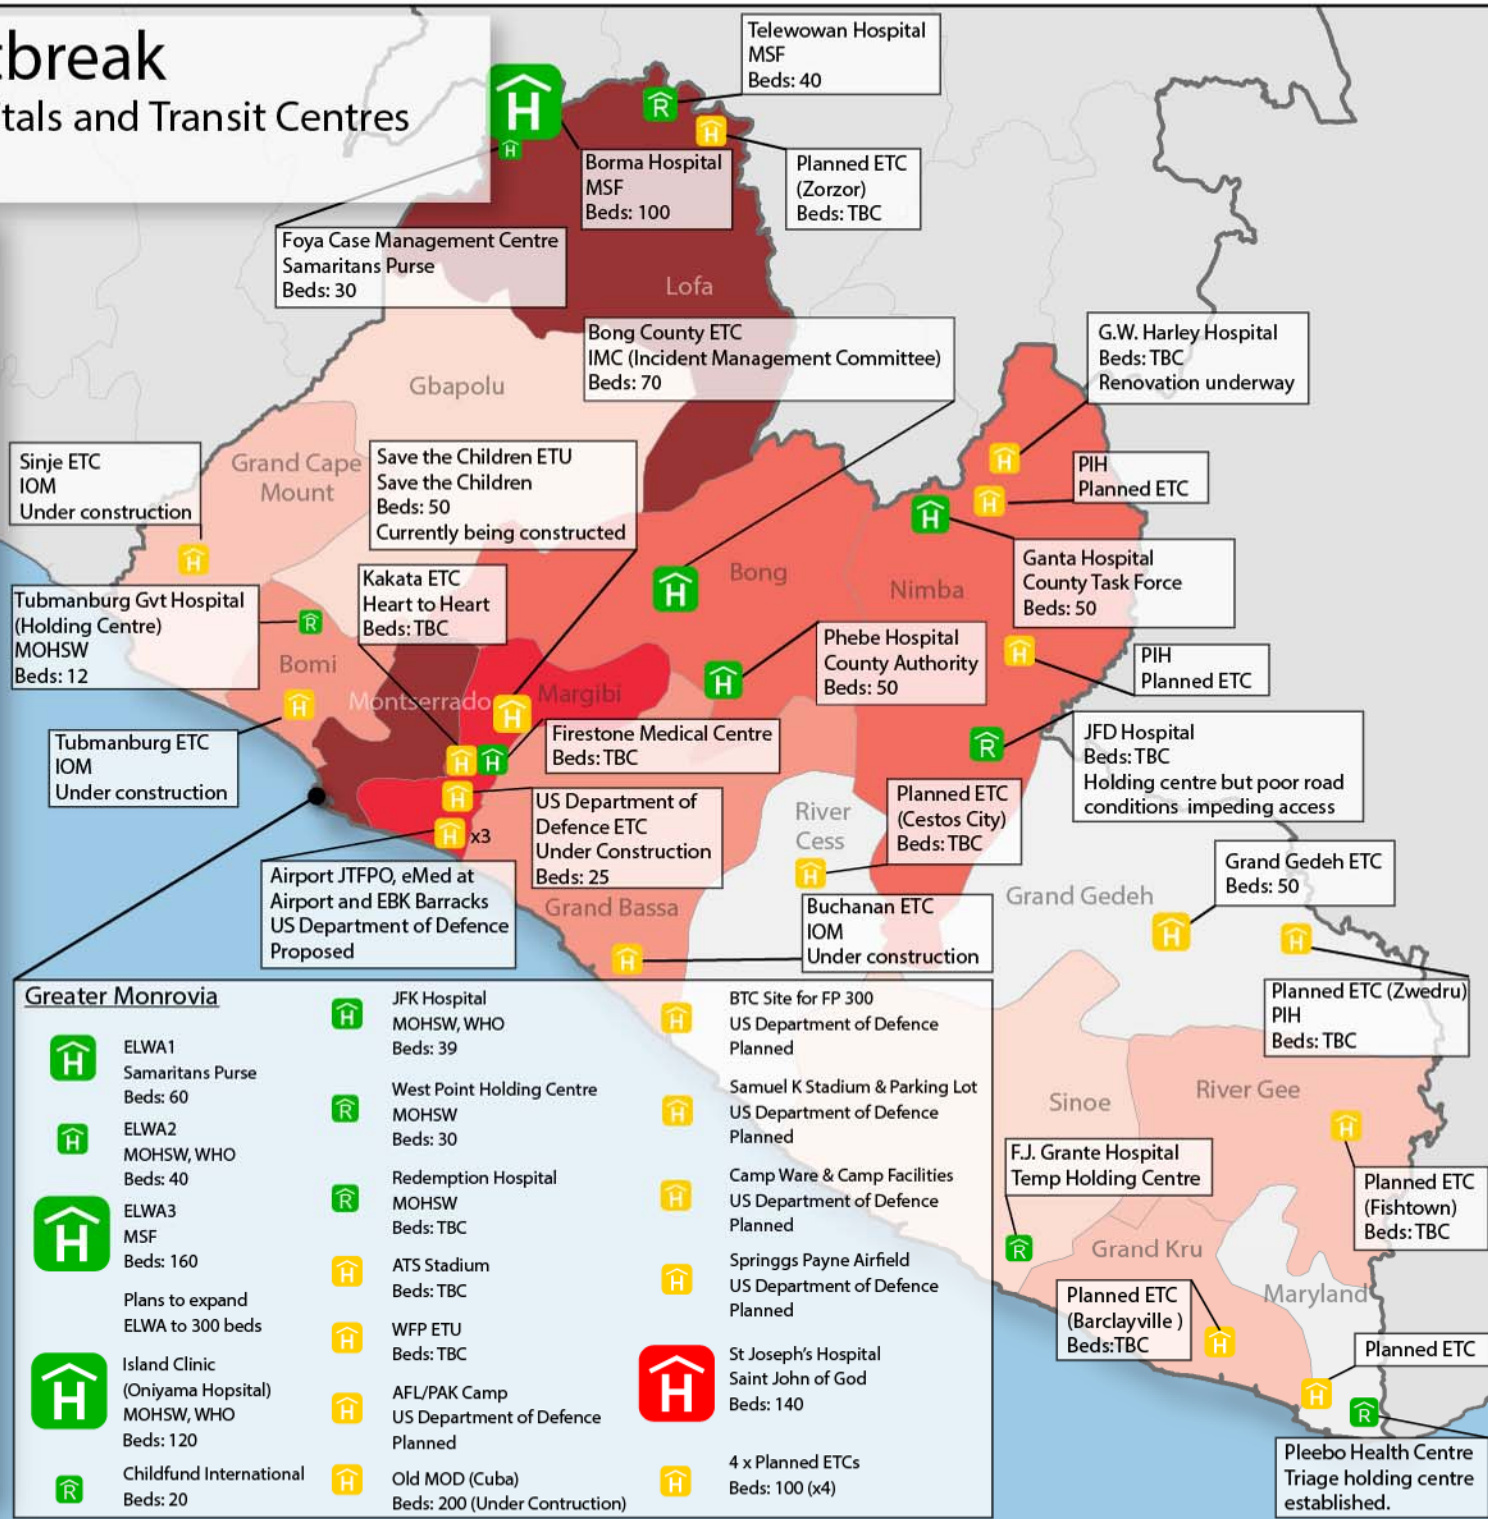 tbreak
tals and Transit Centres
Telewowan Hospital
MSF
Beds: 40
Borma Hospital
MSF
Beds: 100
Planned ETC
(Zorzor)
Beds: TBC
Foya Case Management Centre
Samaritans Purse
Beds: 30
Lofa
Bong County ETC
IMC (Incident Management Committee)
Beds: 70
G.W. Harley Hospital
Beds: TBC
Renovation underway
Gbapolu
Sinje ETC
IOM
Under construction
Grand Cape
Mount
Save the Children ETU
Save the Children
Beds: 50
Currently being constructed
PIH
Planned ETC
Ganta Hospital
County Task Force
Beds: 50
Bong
Nimba
Kakata ETC
Heart to Heart
Beds: TBC
Tubmanburg Gvt Hospital
(Holding Centre)
MOHSW
Beds: 12
Bomi
Phebe Hospital
County Authority
Beds: 50
PIH
Planned ETC
Montserrado
Margibi
Firestone Medical Centre
Beds: TBC
Tubmanburg ETC
IOM
Under construction
JFD Hospital
Beds: TBC
Holding centre but poor road
conditions impedling access
US Department of
Defence ETC
Under Construction
Beds: 25
River
Cess
Planned ETC
(Cestos City)
Beds: TBC
x3
Airport JTFPO, eMed at
Airport and EBK Barracks
US Department of Defence
Proposed
Grand Bassa
Grand Gedeh
Grand Gedeh ETC
Beds: 50
Buchanan ETC
IOM
Under construction
Planned ETC (Zwedru)
PIH
Beds: TBC
Greater Monrovia
ELWA1
Samaritans Purse
Beds: 60
ELWA2
MOHSW, WHO
Beds: 40
ELWA3
MSF
Beds: 160
Plans to expand
ELWA to 300 beds
Island Clinic
(Oniyama Hopsital)
MOHSW, WHO
Beds: 120
Childfund International
Beds: 20
JFK Hospital
MOHSW, WHO
Beds: 39
West Point Holding Centre
MOHSW
Beds: 30
Redemption Hospital
MOHSW
Beds: TBC
ATS Stadium
Beds: TBC
WFP ETU
Beds: TBC
AFL/PAK Camp
US Department of Defence
Planned
Old MOD (Cuba)
Beds: 200 (Under Contruction)
BTC Site for FP 300
US Department of Defence
Planned
Samuel K Stadium & Parking Lot
US Department of Defence
Planned
Camp Ware & Camp Facilities
US Department of Defence
Planned
Springgs Payne Airfield
US Department of Defence
Planned
St Joseph's Hospital
Saint John of God
Beds: 140
4 x Planned ETCs
Beds: 100 (x4)
Sinoe
River Gee
F.J. Grante Hospital
Temp Holding Centre
Planned ETC
(Fishtown)
Beds: TBC
Grand Kru
Maryland
Planned ETC
(Barclayville )
Beds:TBC
Planned ETC
Pleebo Health Centre
Triage holding centre
established.